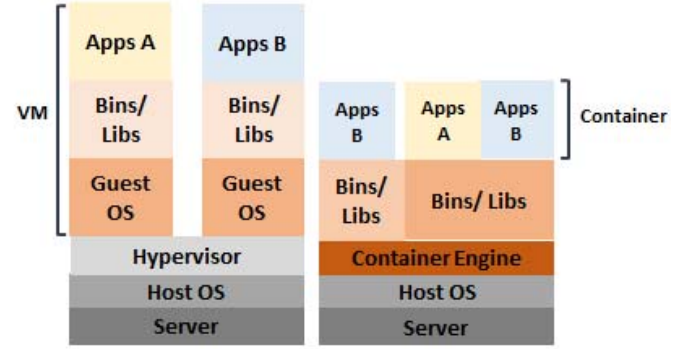 VM
Apps A
Bins/
Libs
Guest
OS
Apps B
Bins/
Libs
Guest
OS
Hypervisor
Host OS
Server
Apps
B
Apps
A
Apps
B
Container
Bins/
Libs
Bins/ Libs
Container Engine
Host OS
Server